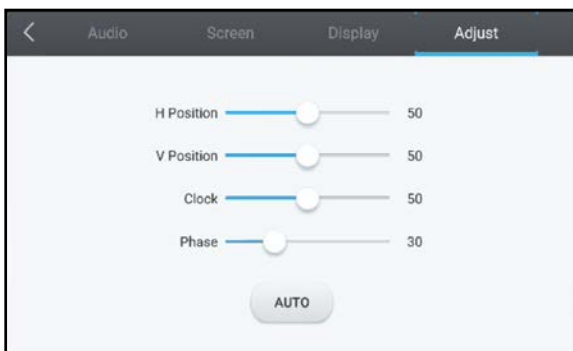 Audio Screen Display Adjust
H Position 50
V Position 50
Clock 50
Phase 30
AUTO